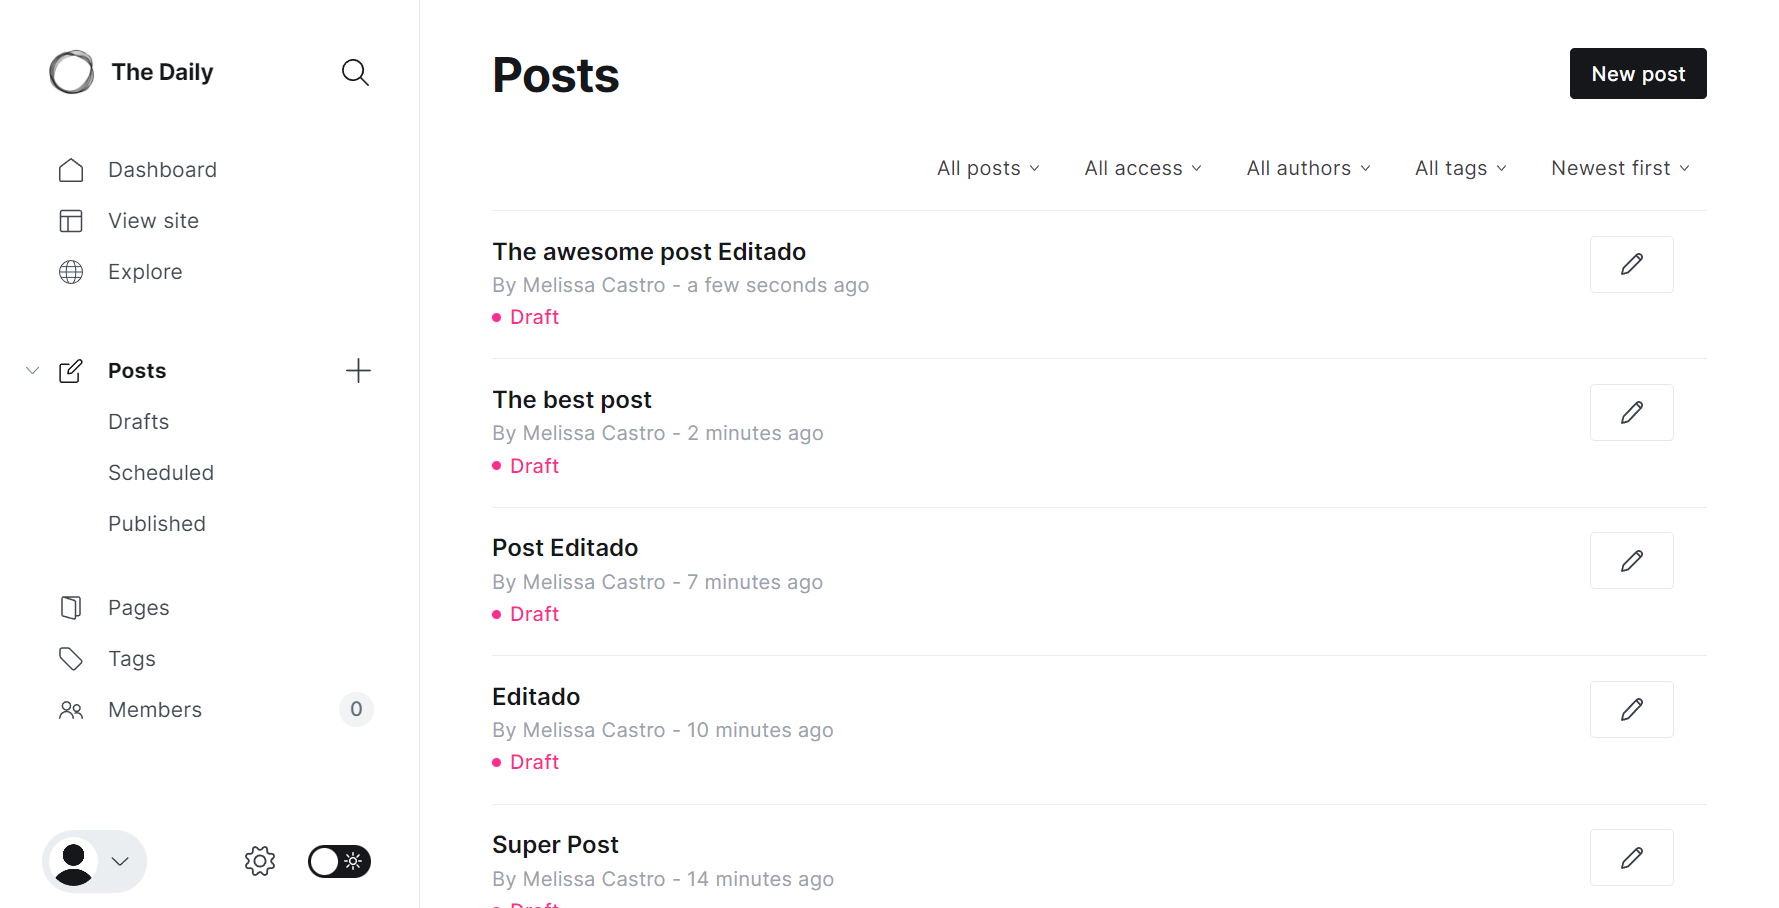 The Daily
Dashboard
View site
Explore
Posts
Drafts
Scheduled
Published
Pages
Tags
Members 0
Posts
New post
All posts All access All authors All tags Newest first
The awesome post Editado
By Melissa Castro - a few seconds ago
Draft
The best post
By Melissa Castro - 2 minutes ago
Draft
Post Editado
By Melissa Castro - 7 minutes ago
Draft
Editado
By Melissa Castro - 10 minutes ago
Draft
Super Post
By Melissa Castro - 14 minutes ago
Draft